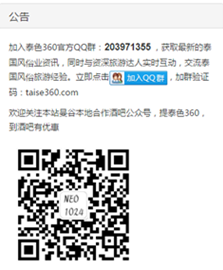 公告
加入泰色360官方QQ群：203971355 ，获取最新的泰
国风俗业资讯，同时与资深旅游达人实时互动，交流泰
国风俗旅游经验。立即点击 加入QQ群 ，加群验证
码：taise360.com
欢迎关注本站曼谷本地合作酒吧公众号，提泰色360，
到酒吧有优惠
NEO
1024